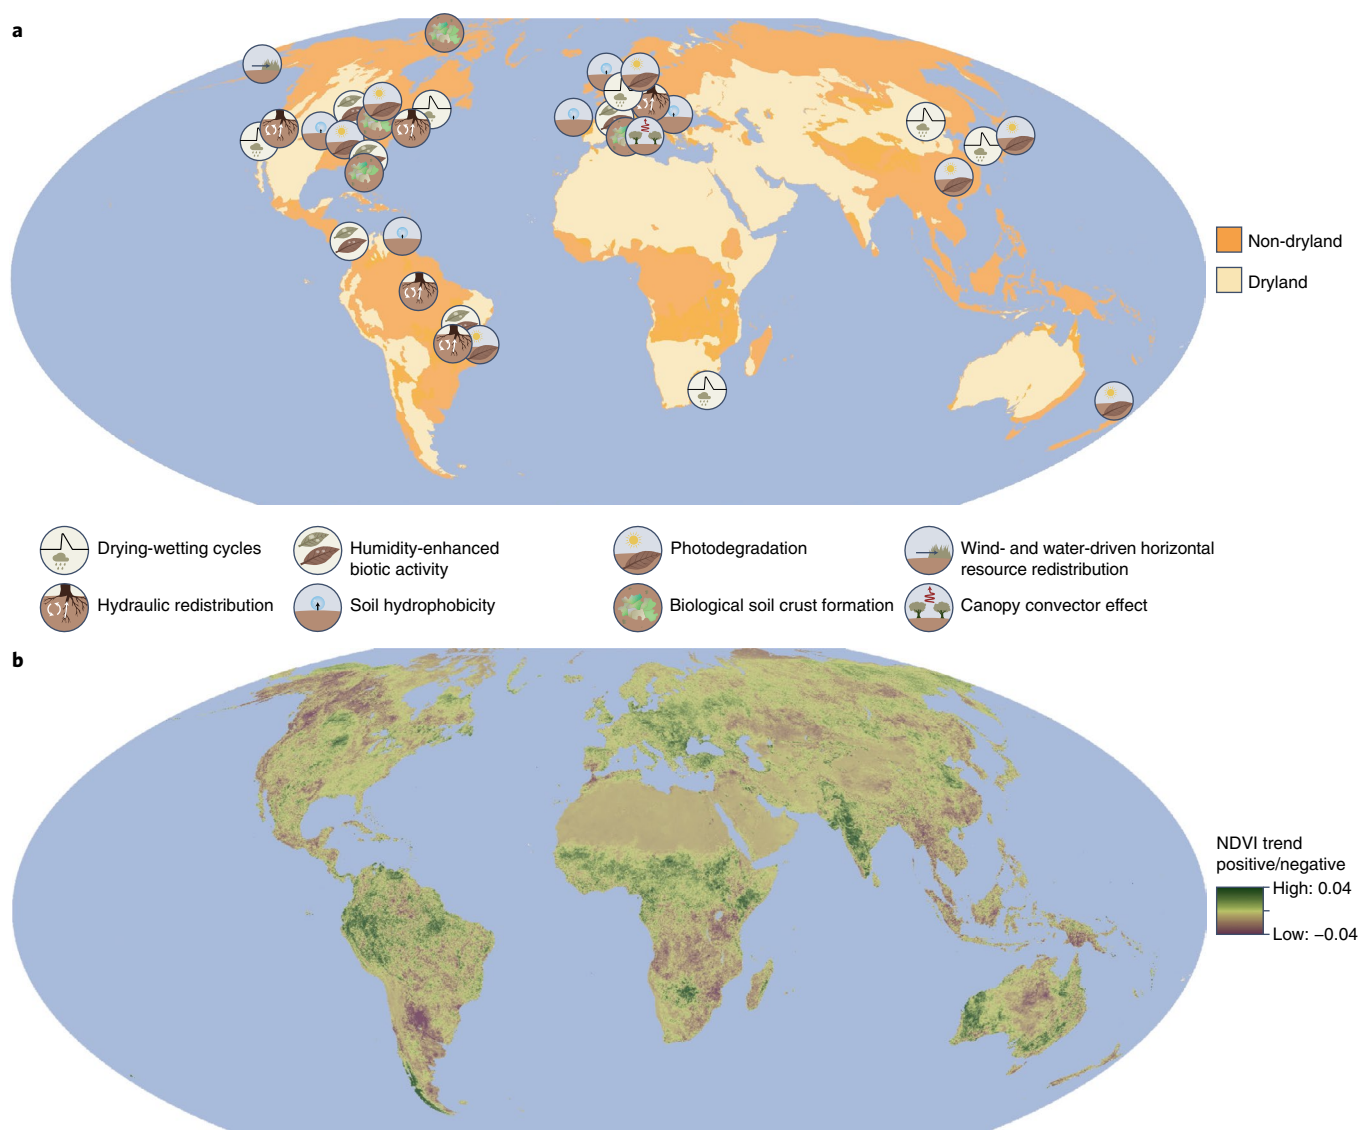 a
Non-dryland
Dryland
Drying-wetting cycles
Humidity-enhanced
biotic activity
Photodegradation
Wind- and water-driven horizontal
resource redistribution
Hydraulic redistribution
Soil hydrophobicity
Biological soil crust formation
Canopy convector effect
b
NDVI trend
positive/negative
High: 0.04
Low: −0.04